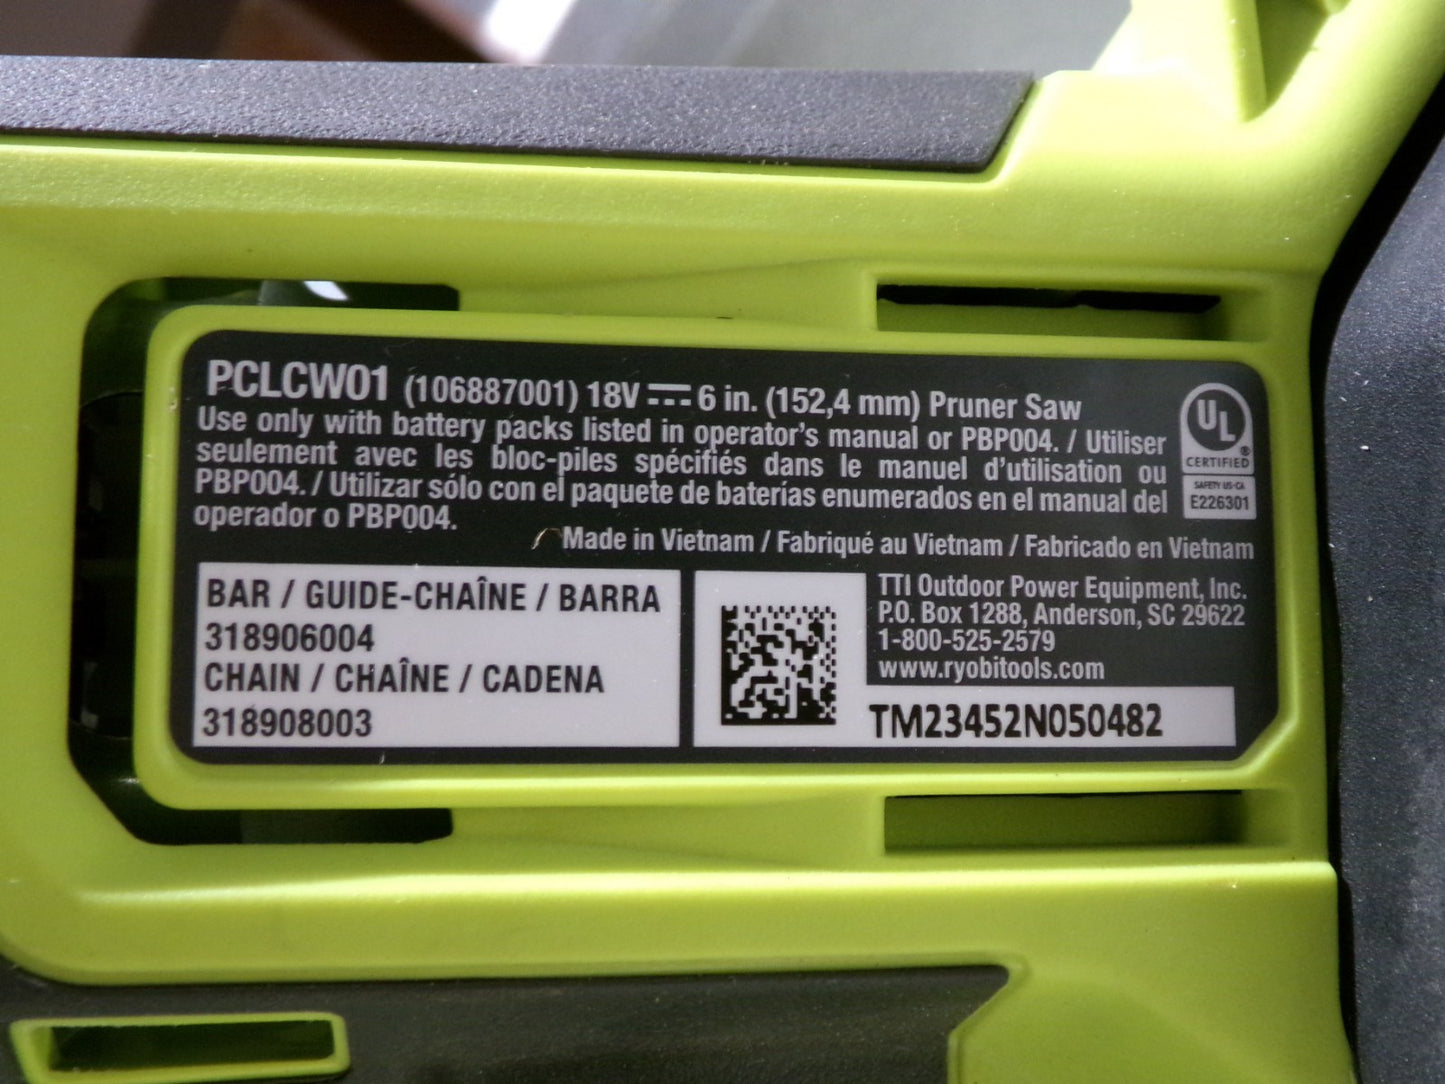 PCLCW01 (106887001) 18V 6 in. (152,4 mm) Pruner Saw
Use only with battery packs listed in operator's manual or PBP004. / Utiliser
seulement avec les bloc-piles spécifiés dans le manuel d'utilisation ou
PBP004. / Utilizar sólo con el paquete de baterías enumerados en el manual del
operador o PBP004.
UL
CERTIFIED
SAFETY US-CA
E226301
Made in Vietnam / Fabriqué au Vietnam / Fabricado en Vietnam
BAR / GUIDE-CHAÎNE / BARRA
318906004
CHAIN / CHAÎNE / CADENA
318908003
TTI Outdoor Power Equipment, Inc.
P.O. Box 1288, Anderson, SC 29622
1-800-525-2579
www.ryobitools.com
TM23452N050482